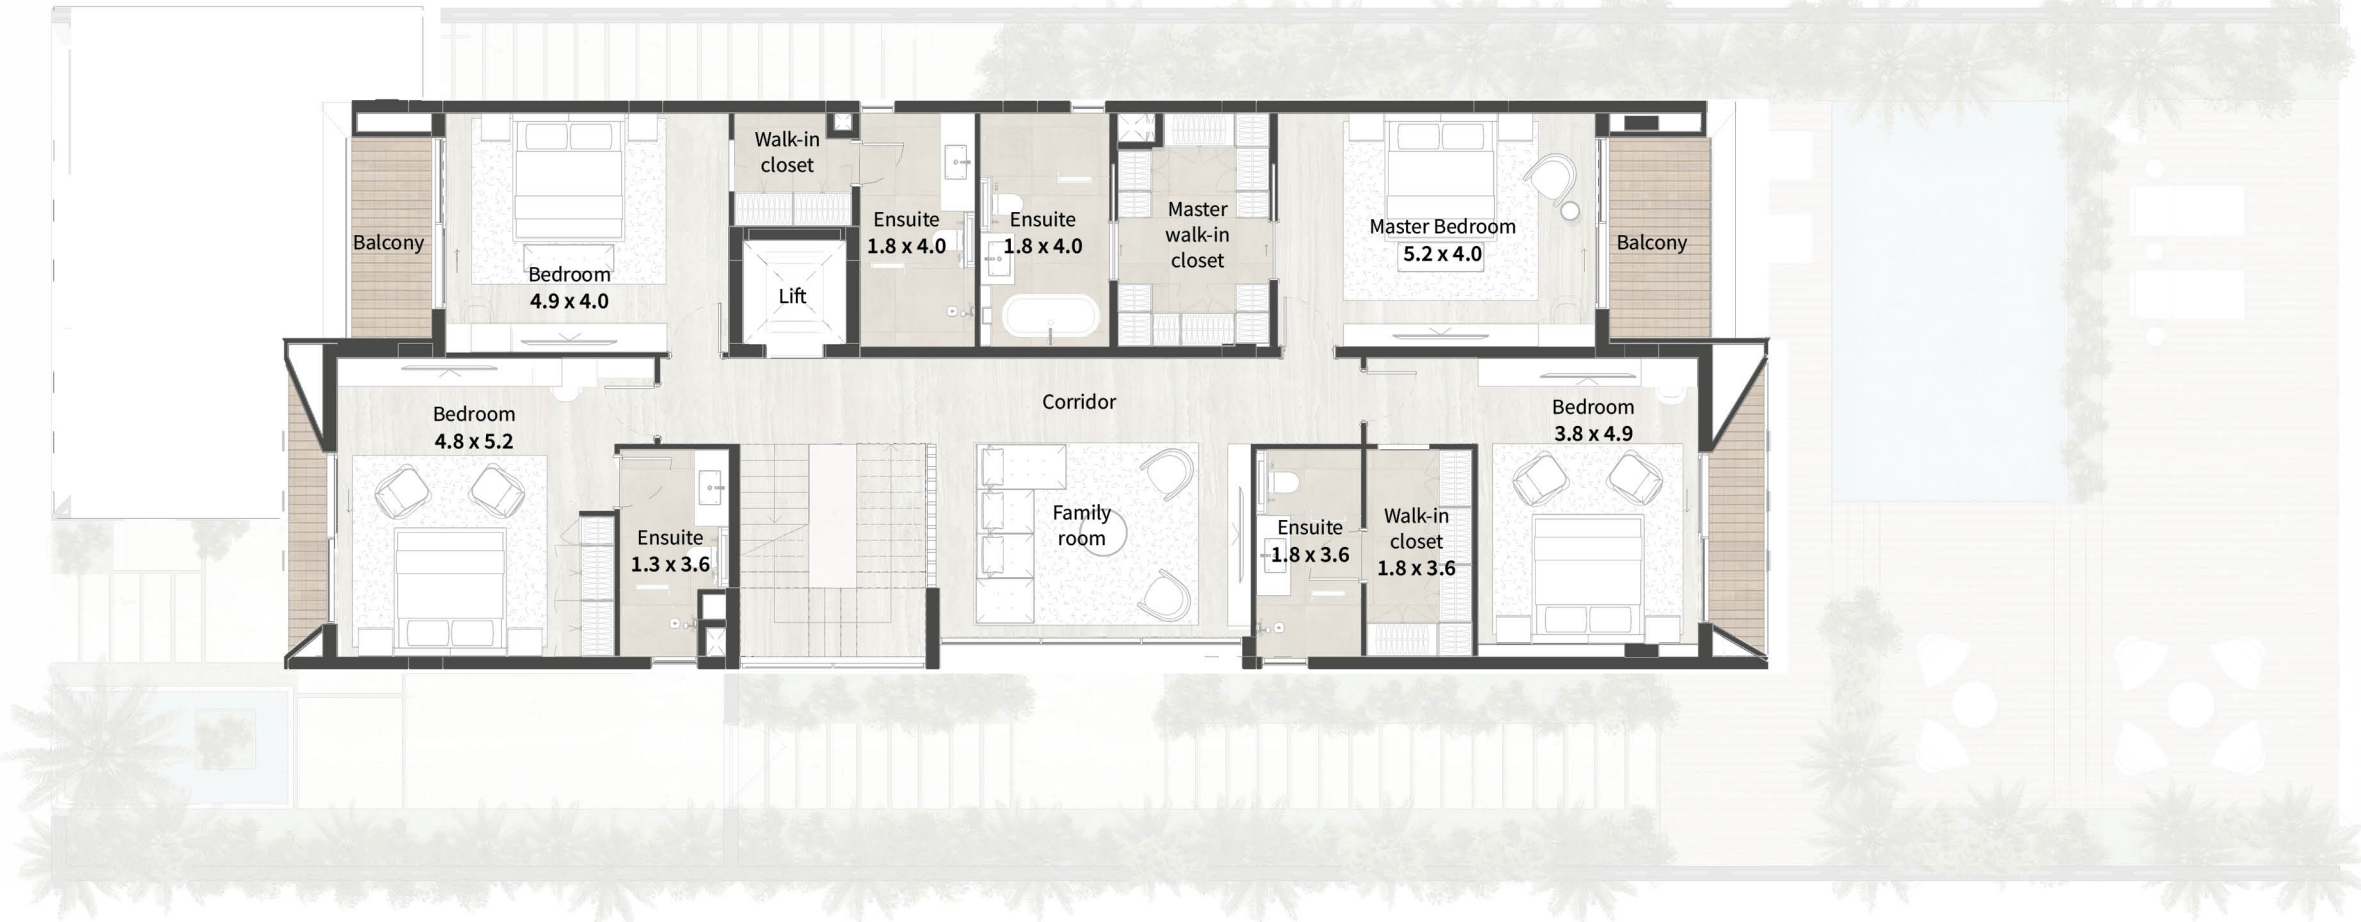 Walk-in
closet
Ensuite
1.8 x 4.0
Ensuite
1.8 x 4.0
Master
walk-in
closet
Master Bedroom
5.2 x 4.0
Balcony
Balcony
Bedroom
4.9 x 4.0
Lift
Corridor
Bedroom
4.8 x 5.2
Bedroom
3.8 x 4.9
Ensuite
1.3 x 3.6
Family
room
Ensuite
1.8 x 3.6
Walk-in
closet
1.8 x 3.6